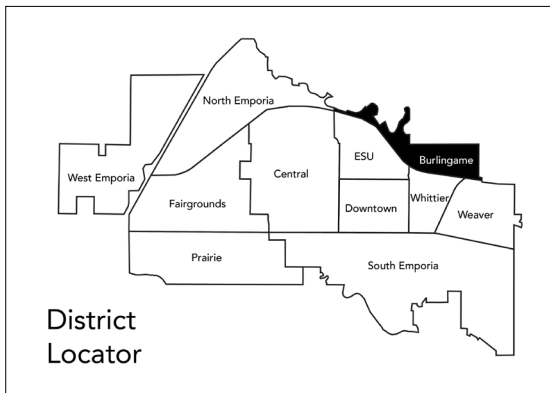 North Emporia
ESU
Burlingame
West Emporia
Central
Fairgrounds
Downtown
Whittier
Weaver
Prairie
South Emporia
District
Locator